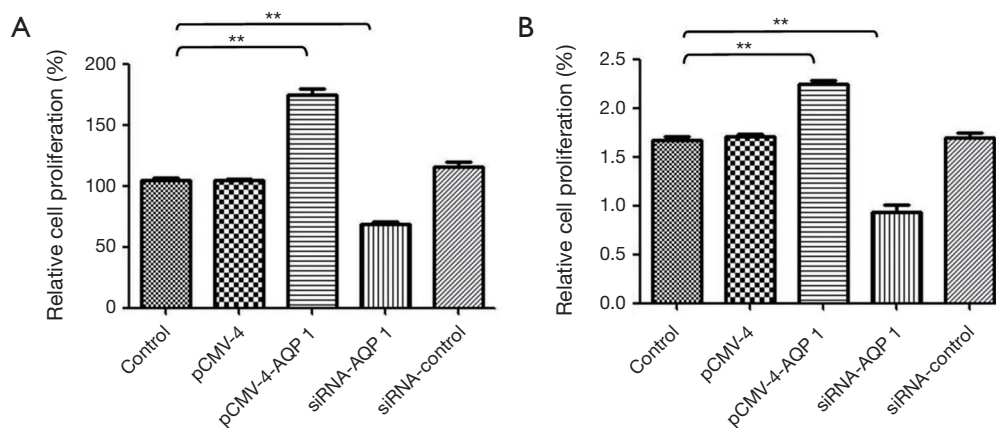 A
Relative cell proliferation (%)
200
150
100
50
0
**
**
Control
pCMV-4
pCMV-4-AQP 1
siRNA-AQP 1
siRNA-control
B
Relative cell proliferation (%)
2.5
2.0
1.5
1.0
0.5
0.0
**
**
Control
pCMV-4
pCMV-4-AQP 1
siRNA-AQP 1
siRNA-control